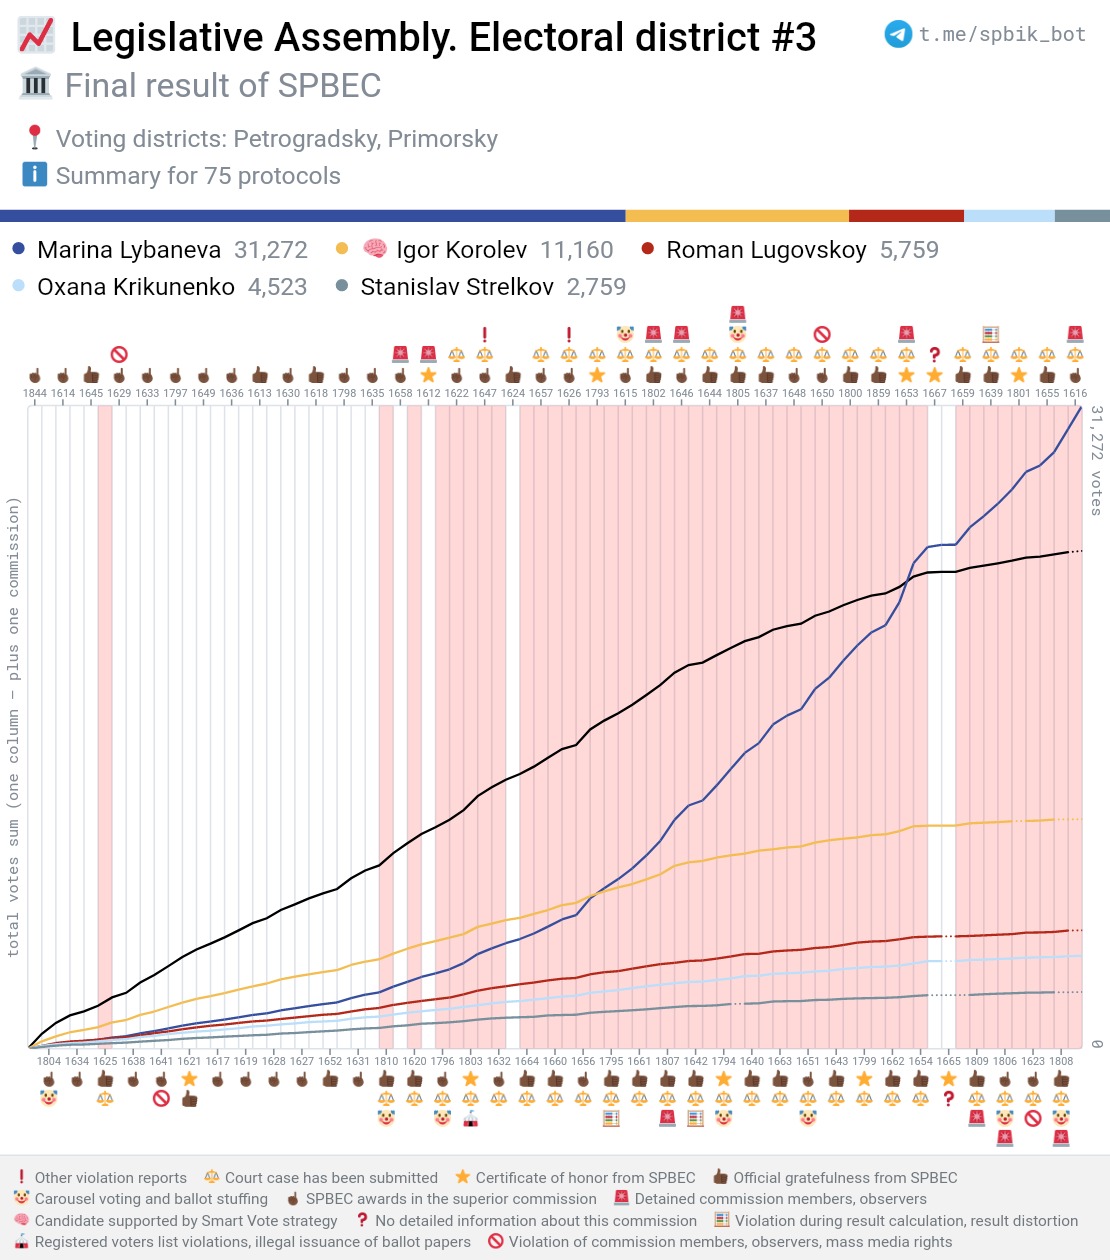 Legislative Assembly. Electoral district #3
t.me/spbik_bot
Final result of SPBEC
Voting districts: Petrogradsky, Primorsky
Summary for 75 protocols
Marina Lybaneva 31,272 Igor Korolev 11,160 Roman Lugovskoy 5,759
Oxana Krikunenko 4,523 Stanislav Strelkov 2,759
1844 1614 1645 1629 1633 1797 1649 1636 1613 1630 1618 1798 1635 1658 1612 1622 1647 1624 1657 1626 1793 1615 1802 1646 1644 1805 1637 1648 1650 1800 1859 1653 1667 1659 1639 1801 1655 1616
31,272 votes
total votes sum (one column – plus one commission)
0
1804 1634 1625 1638 1641 1621 1617 1619 1628 1627 1652 1631 1810 1620 1796 1803 1632 1664 1660 1656 1795 1661 1807 1642 1794 1640 1663 1651 1643 1799 1662 1654 1665 1809 1806 1623 1808
Other violation reports Court case has been submitted Certificate of honor from SPBEC Official gratefulness from SPBEC
Carousel voting and ballot stuffing SPBEC awards in the superior commission Detained commission members, observers
Candidate supported by Smart Vote strategy No detailed information about this commission Violation during result calculation, result distortion
Registered voters list violations, illegal issuance of ballot papers Violation of commission members, observers, mass media rights